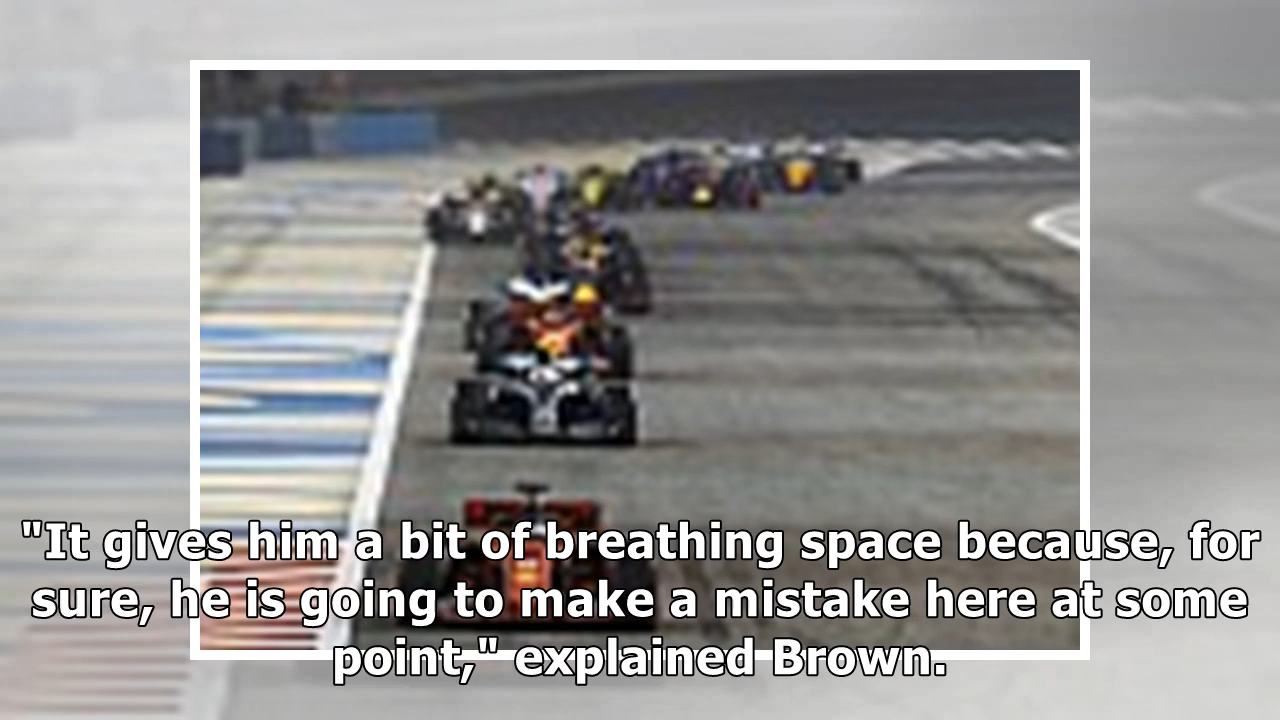 "It gives him a bit of breathing space because, for
sure, he is going to make a mistake here at some
point," explained Brown.